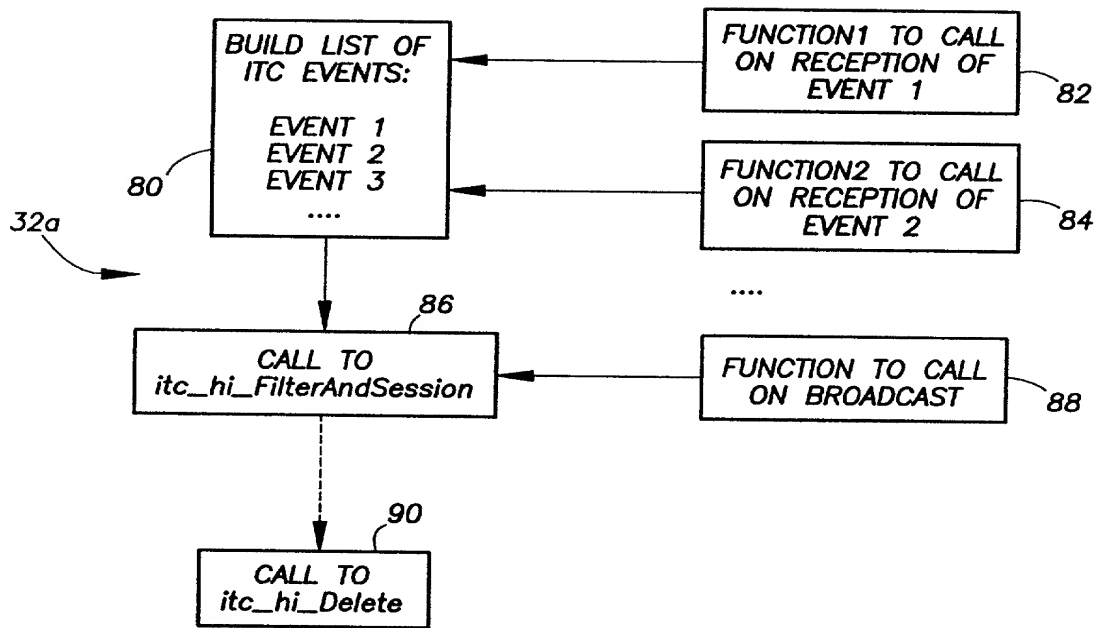 BUILD LIST OF
ITC EVENTS:
EVENT 1
EVENT 2
EVENT 3
....
80
FUNCTION1 TO CALL
ON RECEPTION OF
EVENT 1
82
FUNCTION2 TO CALL
ON RECEPTION OF
EVENT 2
84
32a
....
86
CALL TO
itc_hi_FilterAndSession
FUNCTION TO CALL
ON BROADCAST
88
90
CALL TO
itc_hi_Delete